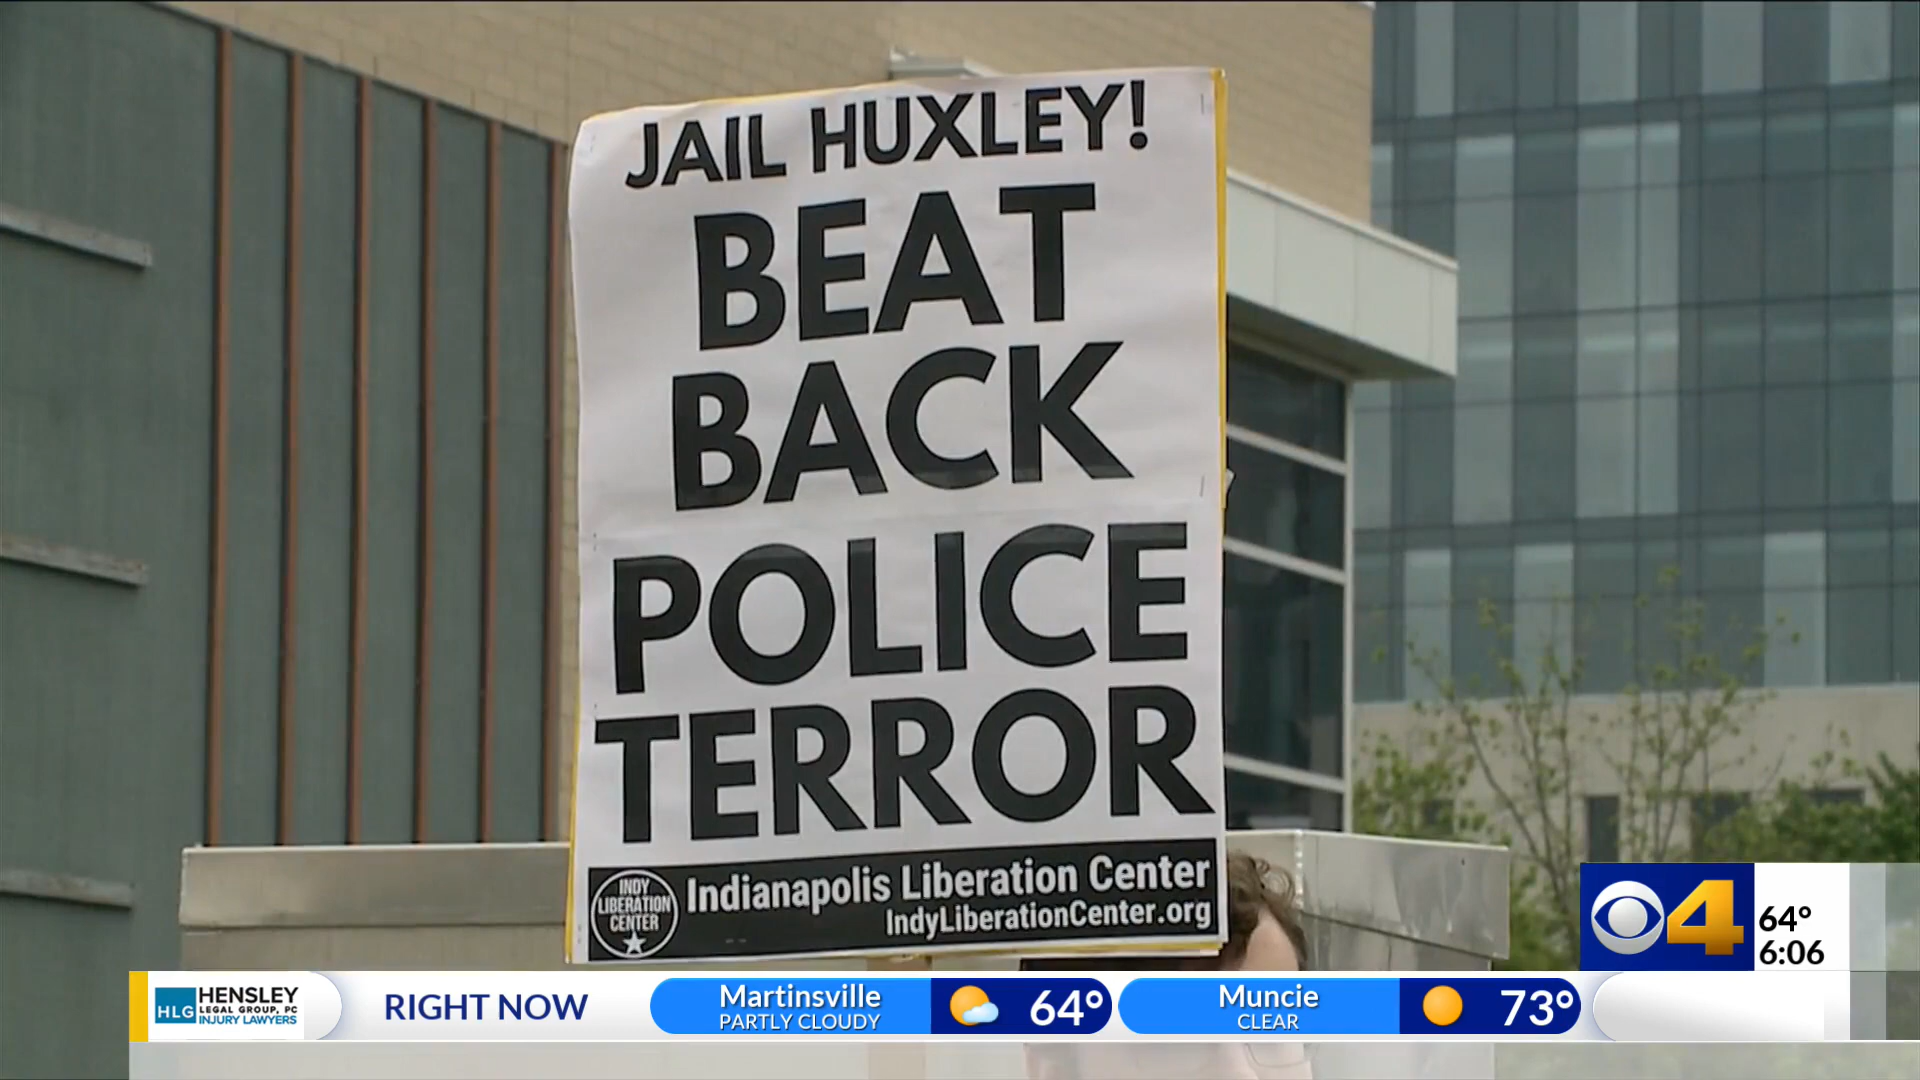 JAIL HUXLEY!
BEAT
BACK
POLICE
TERROR
INDY
LIBERATION
CENTER
Indianapolis Liberation Center
IndyLiberationCenter.org
4
64°
6:06
HLG
HENSLEY
LEGAL GROUP, PC
INJURY LAWYERS
RIGHT NOW
Martinsville
PARTLY CLOUDY
64°
Muncie
CLEAR
73°